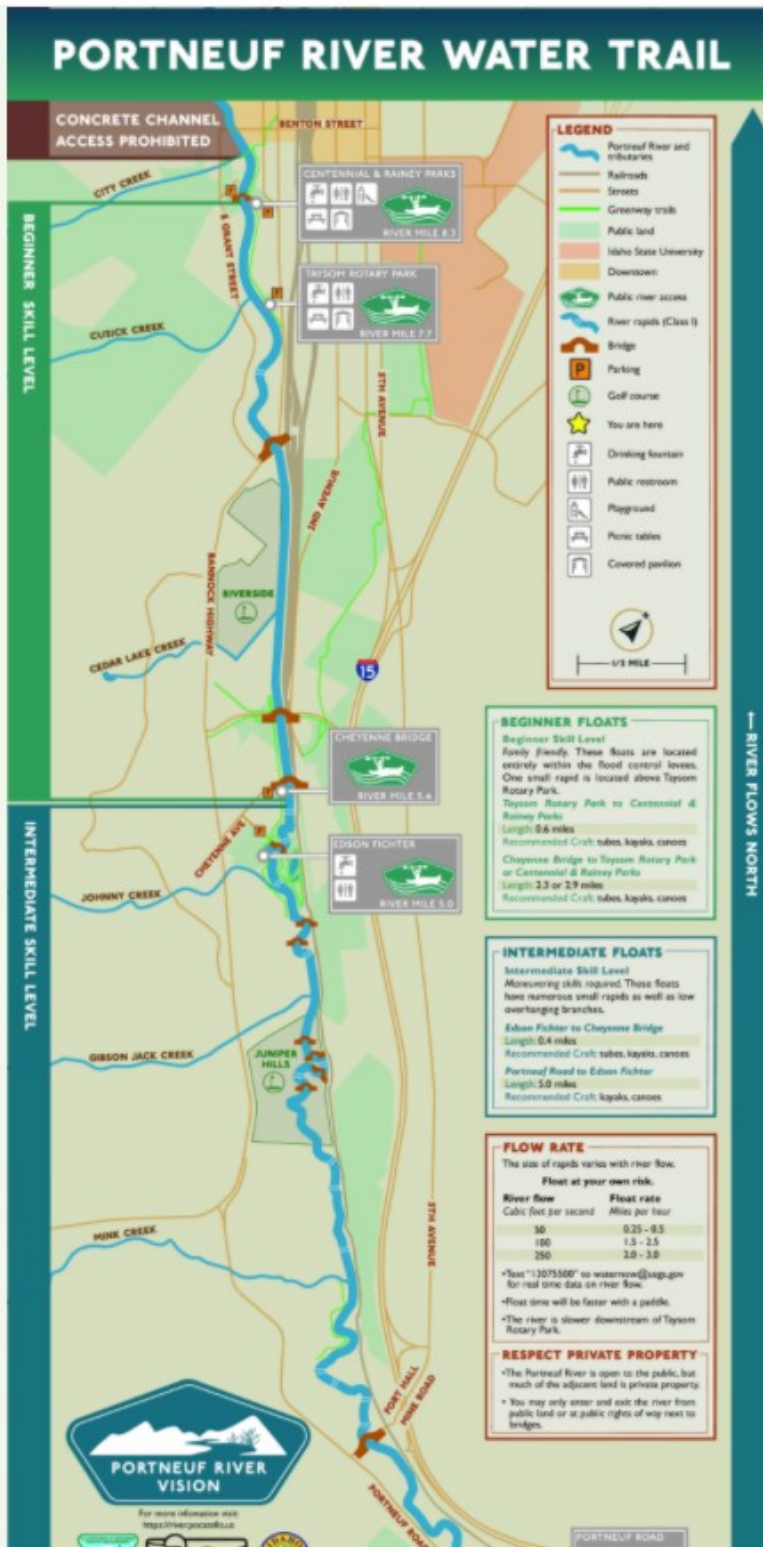 PORTNEUF RIVER WATER TRAIL
CONCRETE CHANNEL
ACCESS PROHIBITED
BENTON STREET
CITY CREEK
S GRANT STREET
CENTENNIAL & RAINEY PARKS
RIVER MILE 8.3
TAYSOM ROTARY PARK
RIVER MILE 7.7
BEGINNER SKILL LEVEL
CUSICK CREEK
5TH AVENUE
2ND AVENUE
BANNOCK HIGHWAY
RIVERSIDE
CEDAR LAKE CREEK
15
CHEYENNE BRIDGE
RIVER MILE 5.4
CHEYENNE AVE
EDSON FICHTER
RIVER MILE 5.0
INTERMEDIATE SKILL LEVEL
JOHNNY CREEK
GIBSON JACK CREEK
JUNIPER
HILLS
MINK CREEK
5TH AVENUE
FORT HALL
MINE ROAD
PORTNEUF ROAD
PORTNEUF ROAD
PORTNEUF RIVER
VISION
For more information visit
https://river.pocatello.us
LEGEND
Portneuf River and
tributaries
Railroads
Streets
Greenway trails
Public land
Idaho State University
Downtown
Public river access
River rapids (Class I)
Bridge
P Parking
Golf course
You are here
Drinking fountain
Public restroom
Playground
Picnic tables
Covered pavilion
1/2 MILE
← RIVER FLOWS NORTH
BEGINNER FLOATS
Beginner Skill Level
Family friendly. These floats are located
entirely within the flood control levees.
One small rapid is located above Taysom
Rotary Park.
Taysom Rotary Park to Centennial &
Rainey Parks
Length: 0.6 miles
Recommended Craft: tubes, kayaks, canoes
Cheyenne Bridge to Taysom Rotary Park
or Centennial & Rainey Parks
Length: 2.3 or 2.9 miles
Recommended Craft: tubes, kayaks, canoes
INTERMEDIATE FLOATS
Intermediate Skill Level
Maneuvering skills required. These floats
have numerous small rapids as well as low
overhanging branches.
Edson Fichter to Cheyenne Bridge
Length: 0.4 miles
Recommended Craft: tubes, kayaks, canoes
Portneuf Road to Edson Fichter
Length: 5.0 miles
Recommended Craft: kayaks, canoes
FLOW RATE
The size of rapids varies with river flow.
Float at your own risk.
River flow Float rate
Cubic feet per second Miles per hour
50 0.25 - 0.5
100 1.5 - 2.5
250 2.0 - 3.0
•Text "13075500" to waternow@usgs.gov
for real time data on river flow.
•Float time will be faster with a paddle.
•The river is slower downstream of Taysom
Rotary Park.
RESPECT PRIVATE PROPERTY
•The Portneuf River is open to the public, but
much of the adjacent land is private property.
• You may only enter and exit the river from
public land or at public rights of way next to
bridges.